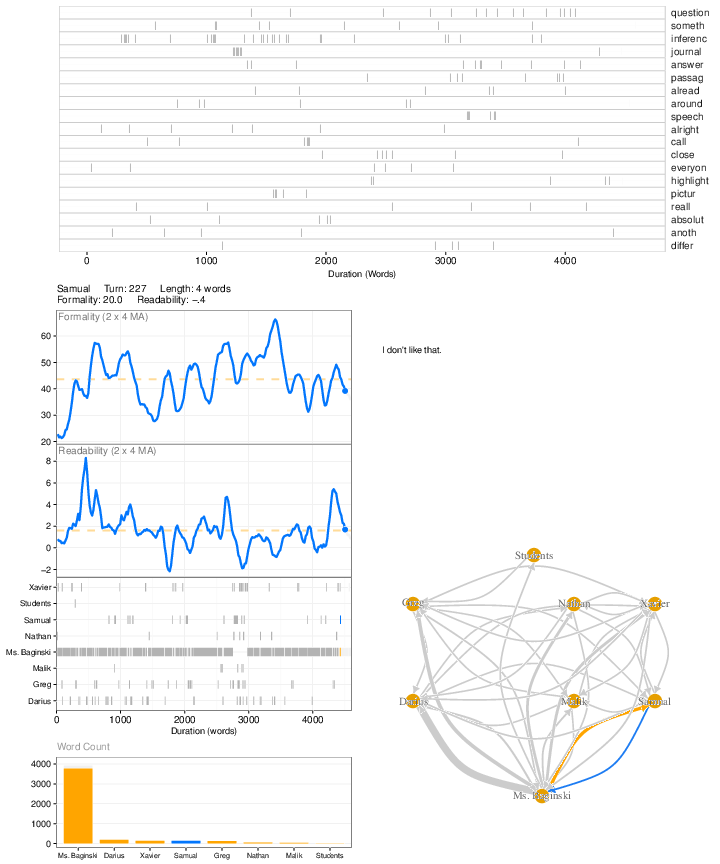 question
someth
inferenc
journal
answer
passag
alread
around
speech
alright
call
close
everyon
highlight
pictur
reall
absolut
anoth
differ
0 1000 2000 3000 4000
Duration (Words)
Samual Turn: 227 Length: 4 words
Formality: 20.0 Readability: −.4
Formality (2 x 4 MA)
60
50
40
30
20
I don't like that.
Readability (2 x 4 MA)
8
6
4
2
0
−2
Xavier
Students
Samual
Nathan
Ms. Baginski
Malik
Greg
Darius
0 1000 2000 3000 4000
Duration (words)
Students
Greg Nathan Xavier
Darius Malik Samual
Ms. Baginski
Word Count
4000
3000
2000
1000
0
Ms. Baginski Darius Xavier Samual Greg Nathan Malik Students